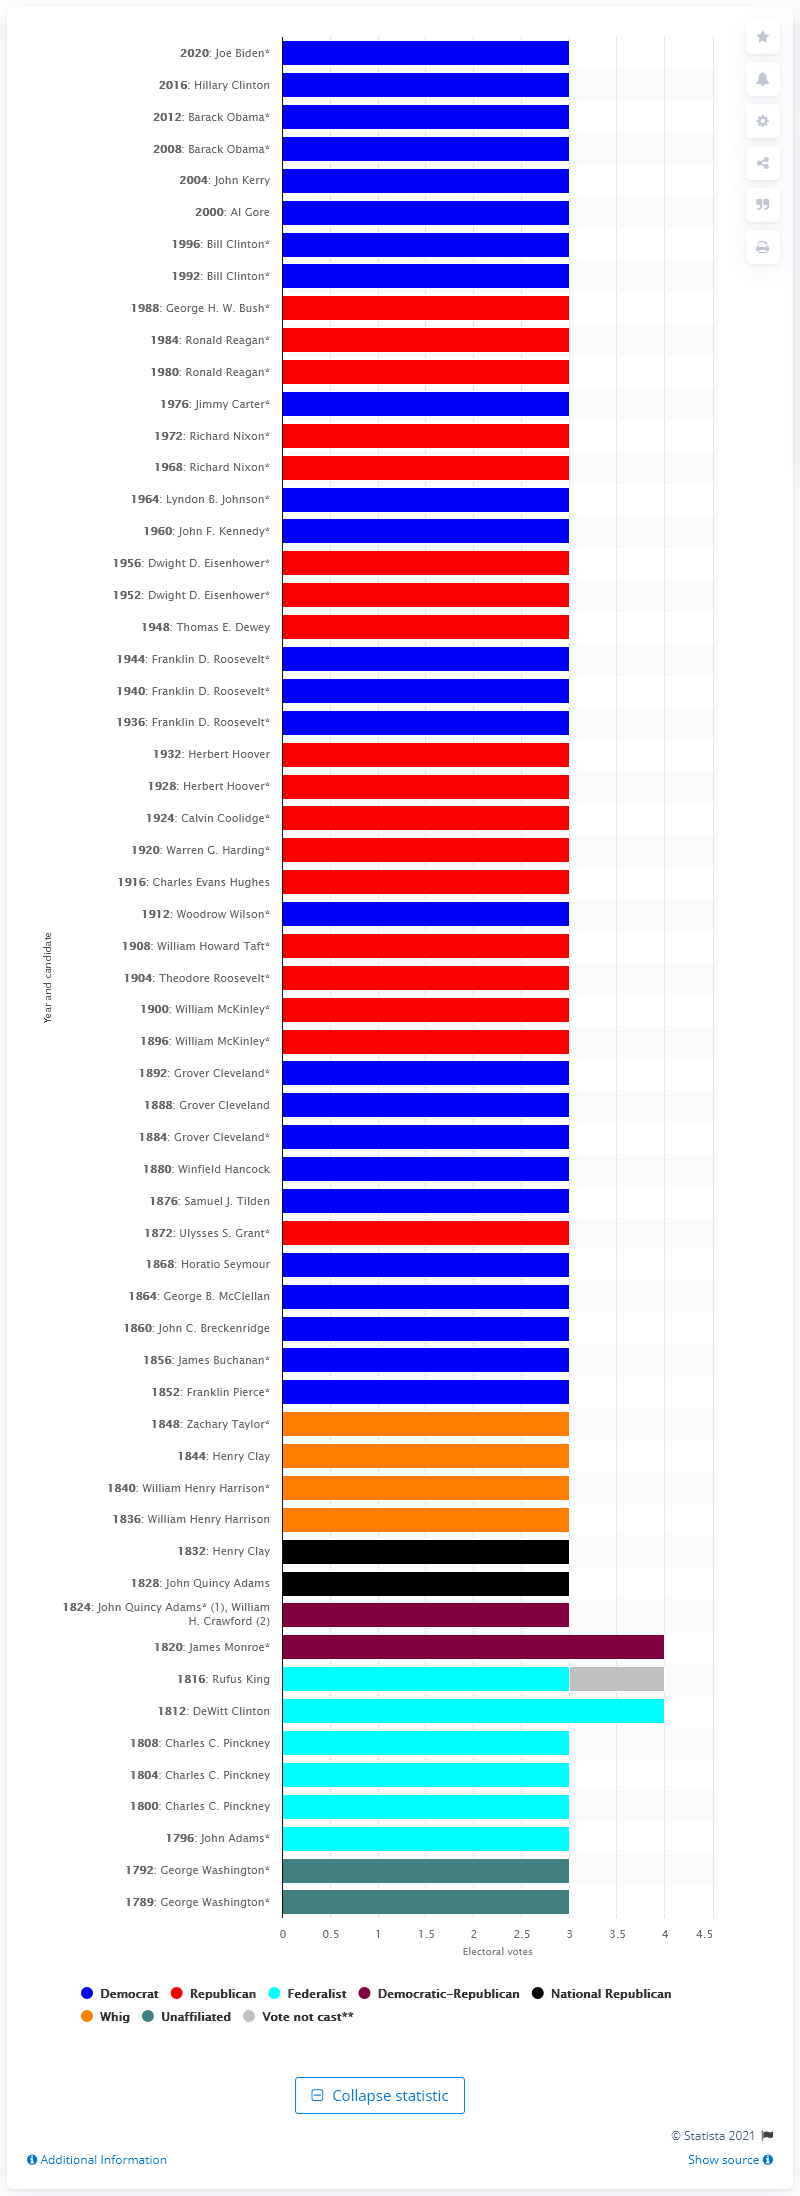 2020: Joe Biden*
2016: Hillary Clinton
2012: Barack Obama*
2008: Barack Obama*
2004: John Kerry
2000: Al Gore
1996: Bill Clinton*
1992: Bill Clinton*
1988: George H. W. Bush*
1984: Ronald Reagan*
1980: Ronald Reagan*
1976: Jimmy Carter*
1972: Richard Nixon*
1968: Richard Nixon*
1964: Lyndon B. Johnson*
1960: John F. Kennedy*
1956: Dwight D. Eisenhower*
1952: Dwight D. Eisenhower*
1948: Thomas E. Dewey
1944: Franklin D. Roosevelt*
1940: Franklin D. Roosevelt*
1936: Franklin D. Roosevelt*
1932: Herbert Hoover
1928: Herbert Hoover*
1924: Calvin Coolidge*
1920: Warren G. Harding*
1916: Charles Evans Hughes
1912: Woodrow Wilson*
1908: William Howard Taft*
1904: Theodore Roosevelt*
1900: William McKinley*
1896: William McKinley*
1892: Grover Cleveland*
1888: Grover Cleveland
1884: Grover Cleveland*
1880: Winfield Hancock
1876: Samuel J. Tilden
1872: Ulysses S. Grant*
1868: Horatio Seymour
1864: George B. McClellan
1860: John C. Breckenridge
1856: James Buchanan*
1852: Franklin Pierce*
1848: Zachary Taylor*
1844: Henry Clay
1840: William Henry Harrison*
1836: William Henry Harrison
1832: Henry Clay
1828: John Quincy Adams
1824: John Quincy Adams* (1), William
H. Crawford (2)
1820: James Monroe*
1816: Rufus King
1812: DeWitt Clinton
1808: Charles C. Pinckney
1804: Charles C. Pinckney
1800: Charles C. Pinckney
1796: John Adams*
1792: George Washington*
1789: George Washington*
Year and candidate
0 0.5 1 1.5 2 2.5 3 3.5 4 4.5
Electoral votes
Democrat Republican Federalist Democratic-Republican National Republican
Whig Unaffiliated Vote not cast**
Collapse statistic
© Statista 2021
Additional Information
Show source